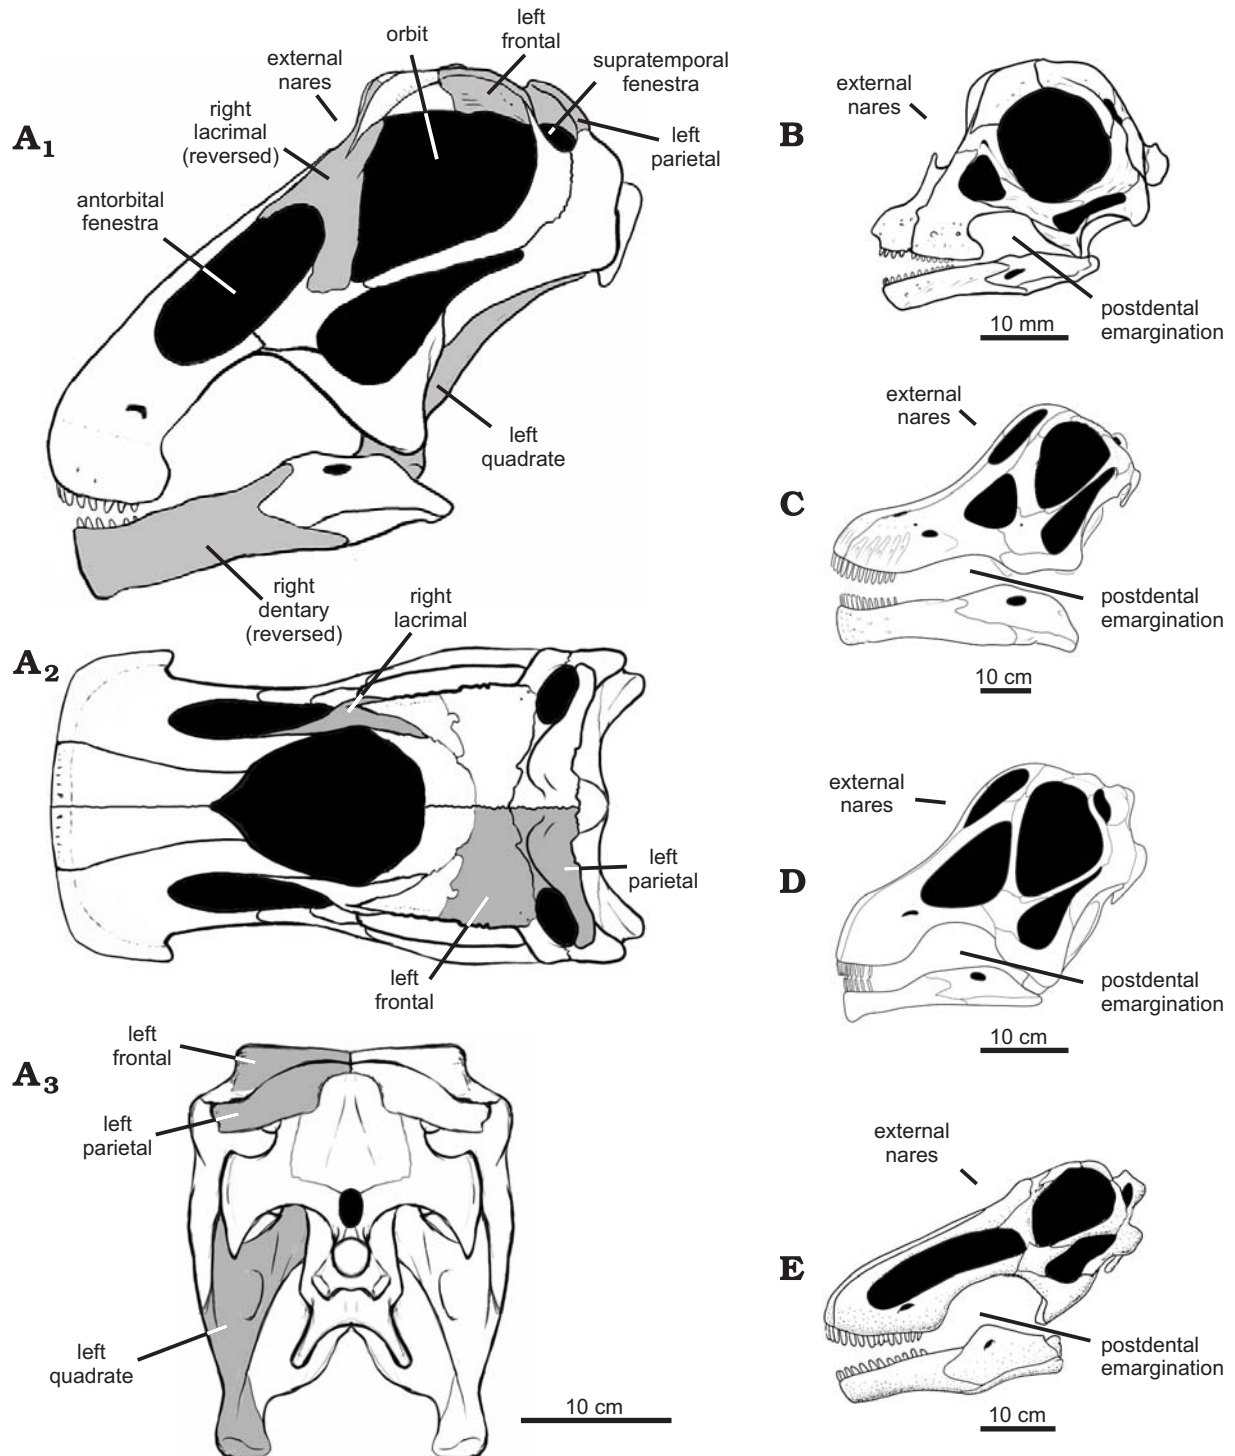 A1
orbit
left
frontal
external
nares
supratemporal
fenestra
right
lacrimal
(reversed)
left
parietal
antorbital
fenestra
left
quadrate
right
dentary
(reversed)
A2
right
lacrimal
left
parietal
left
frontal
A3
left
frontal
left
parietal
left
quadrate
10 cm
B
external
nares
postdental
emargination
10 mm
C
external
nares
postdental
emargination
10 cm
D
external
nares
postdental
emargination
10 cm
E
external
nares
postdental
emargination
10 cm